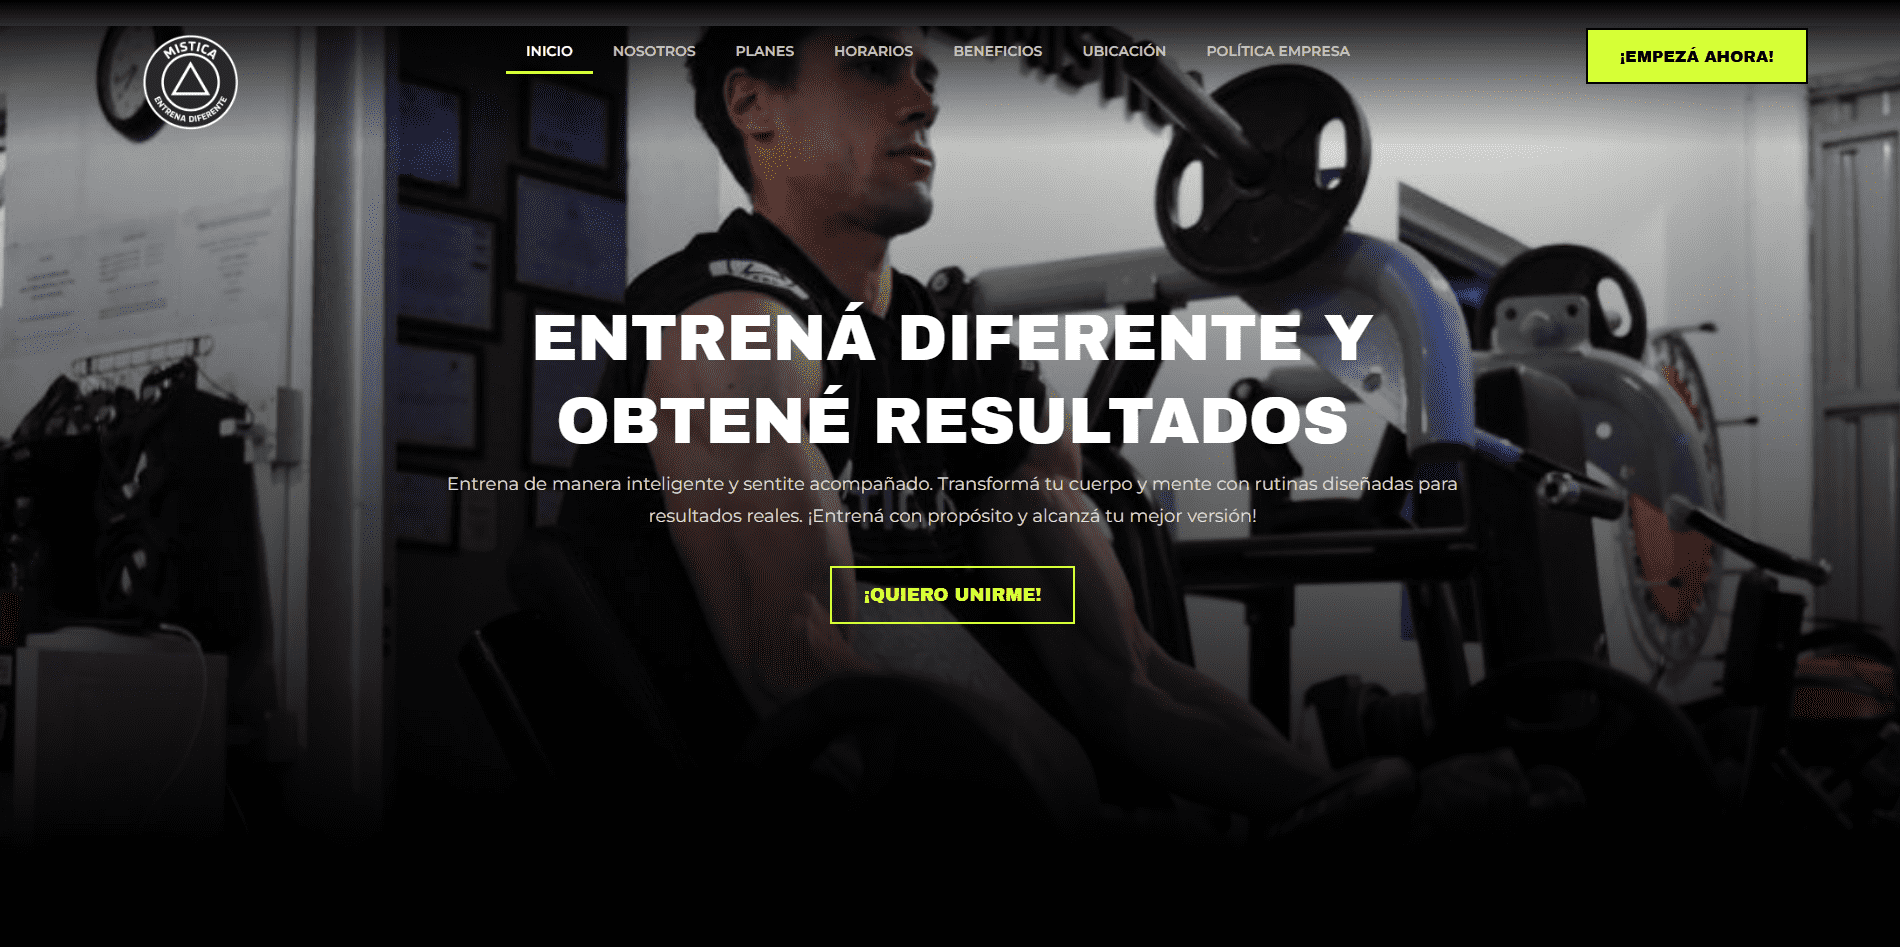 MISTICA
ENTRENA DIFERENTE
INICIO NOSOTROS PLANES HORARIOS BENEFICIOS UBICACIÓN POLÍTICA EMPRESA
¡EMPEZÁ AHORA!
ENTRENÁ DIFERENTE Y
OBTENÉ RESULTADOS
Entrena de manera inteligente y sentite acompañado. Transformá tu cuerpo y mente con rutinas diseñadas para
resultados reales. ¡Entrená con propósito y alcanzá tu mejor versión!
¡QUIERO UNIRME!